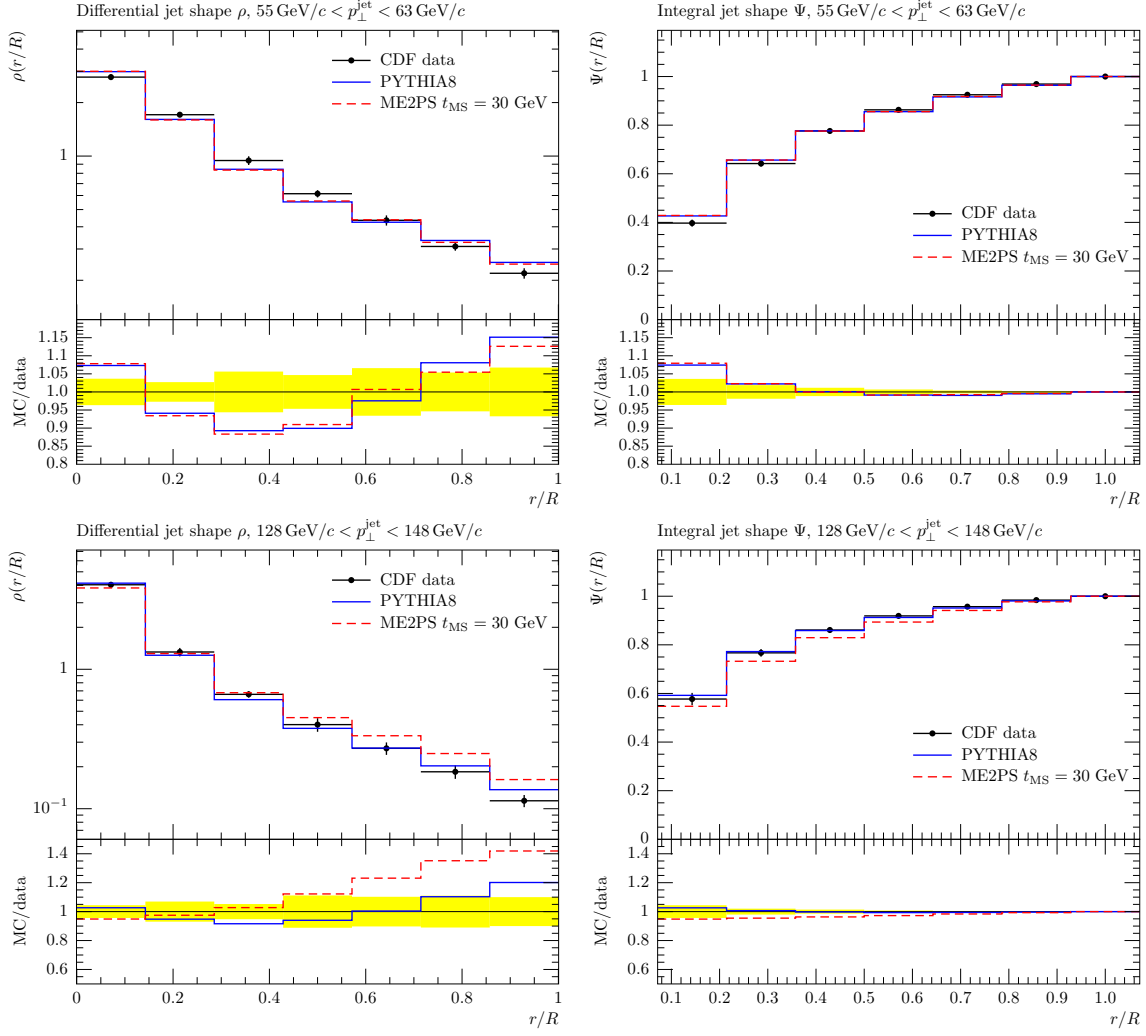 Differential jet shape ρ, 55 GeV/c < p⊥^jet < 63 GeV/c
ρ(r/R)
CDF data
PYTHIA8
ME2PS t_MS = 30 GeV
1
MC/data
1.15
1.1
1.05
1.0
0.95
0.9
0.85
0.8
0 0.2 0.4 0.6 0.8 1
r/R
Integral jet shape Ψ, 55 GeV/c < p⊥^jet < 63 GeV/c
Ψ(r/R)
1
0.8
0.6
0.4
0.2
0
CDF data
PYTHIA8
ME2PS t_MS = 30 GeV
MC/data
1.15
1.1
1.05
1.0
0.95
0.9
0.85
0.8
0.1 0.2 0.3 0.4 0.5 0.6 0.7 0.8 0.9 1.0
r/R
Differential jet shape ρ, 128 GeV/c < p⊥^jet < 148 GeV/c
ρ(r/R)
CDF data
PYTHIA8
ME2PS t_MS = 30 GeV
1
10⁻¹
MC/data
1.4
1.2
1
0.8
0.6
0 0.2 0.4 0.6 0.8 1
r/R
Integral jet shape Ψ, 128 GeV/c < p⊥^jet < 148 GeV/c
Ψ(r/R)
1
0.8
0.6
0.4
0.2
0
CDF data
PYTHIA8
ME2PS t_MS = 30 GeV
MC/data
1.4
1.2
1
0.8
0.6
0.1 0.2 0.3 0.4 0.5 0.6 0.7 0.8 0.9 1.0
r/R